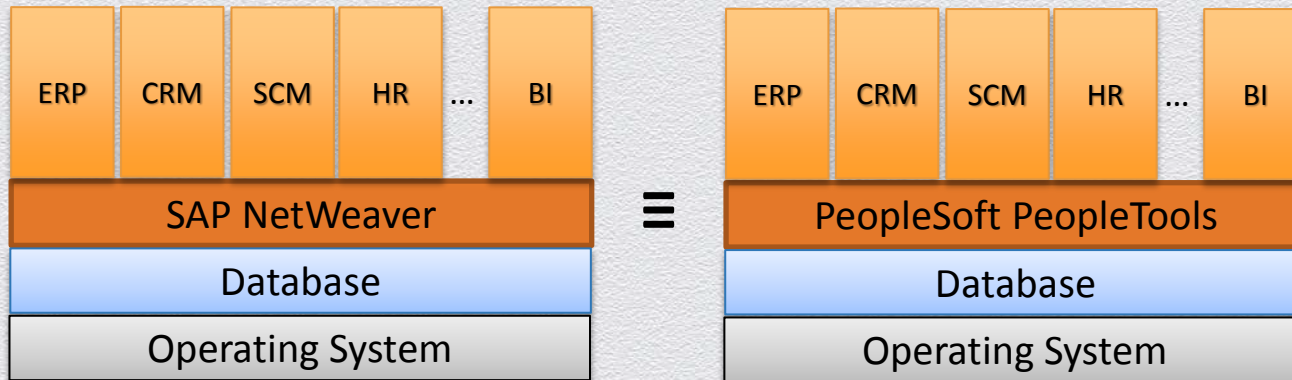 ERP CRM SCM HR ... BI
SAP NetWeaver
Database
Operating System
≡
ERP CRM SCM HR ... BI
PeopleSoft PeopleTools
Database
Operating System